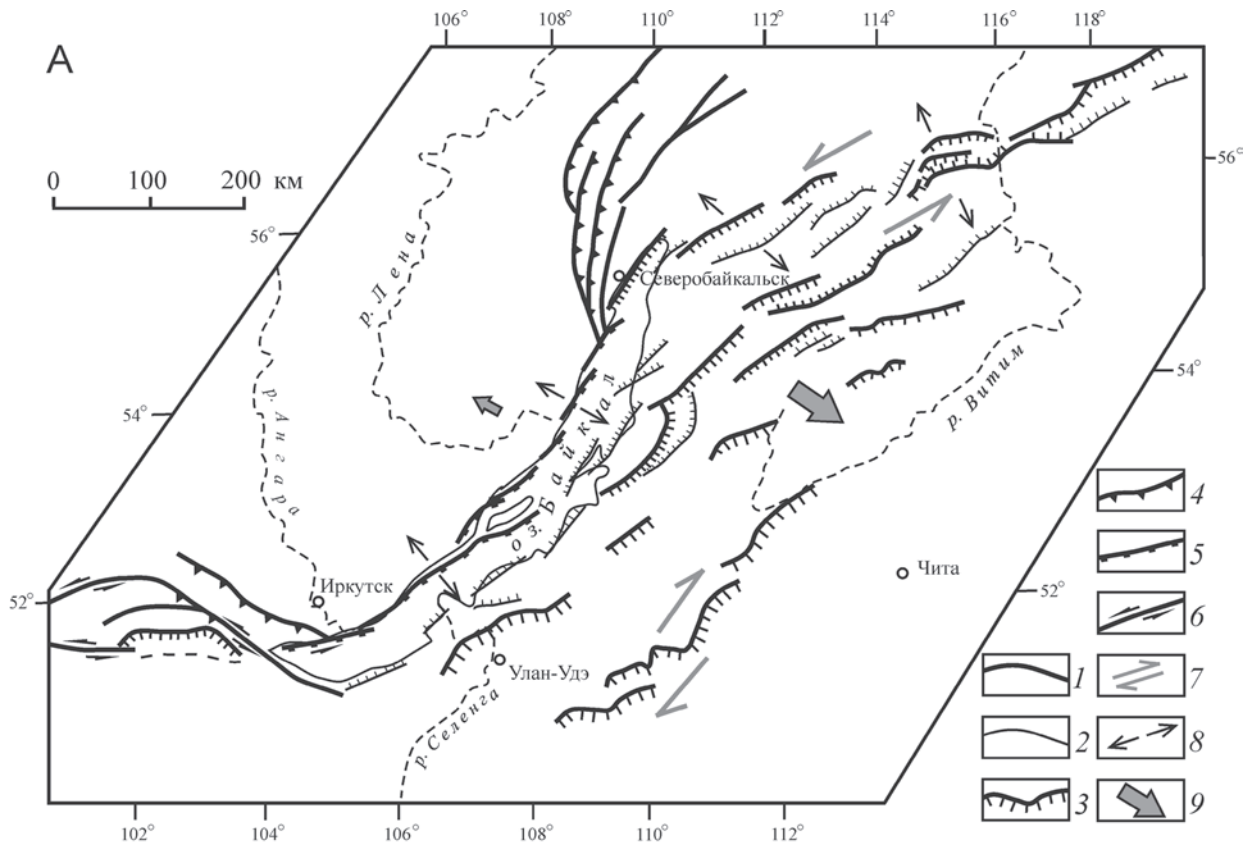 А
106° 108° 110° 112° 114° 116° 118°
0 100 200 км
56°
56°
р. Лена
Северобайкальск
р. Ангара
54°
54°
оз. Байкал
р. Витим
Иркутск
Чита
52°
52°
Улан-Удэ
р. Селенга
4
5
6
1 7
2 8
3 9
102° 104° 106° 108° 110° 112°